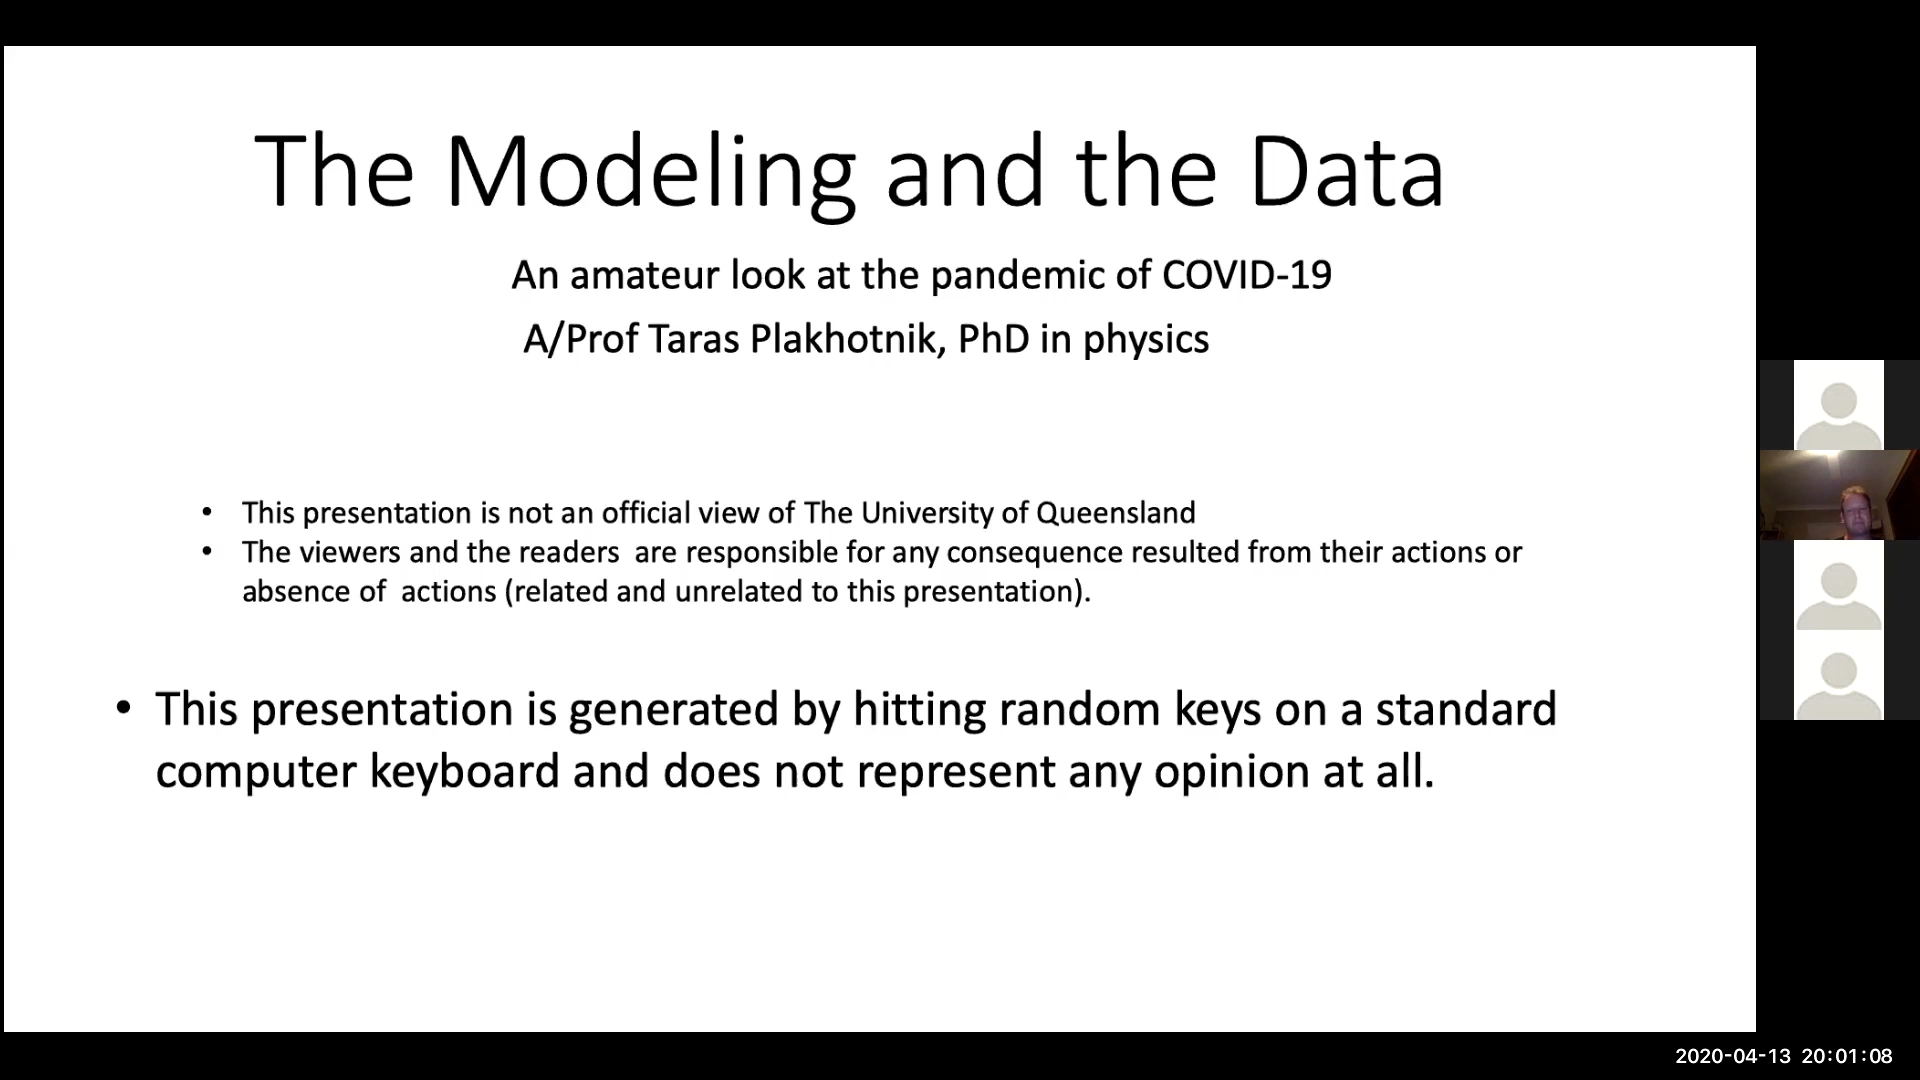 The Modeling and the Data
An amateur look at the pandemic of COVID-19
A/Prof Taras Plakhotnik, PhD in physics
• This presentation is not an official view of The University of Queensland
• The viewers and the readers  are responsible for any consequence resulted from their actions or
absence of  actions (related and unrelated to this presentation).
• This presentation is generated by hitting random keys on a standard
computer keyboard and does not represent any opinion at all.
2020-04-13 20:01:08